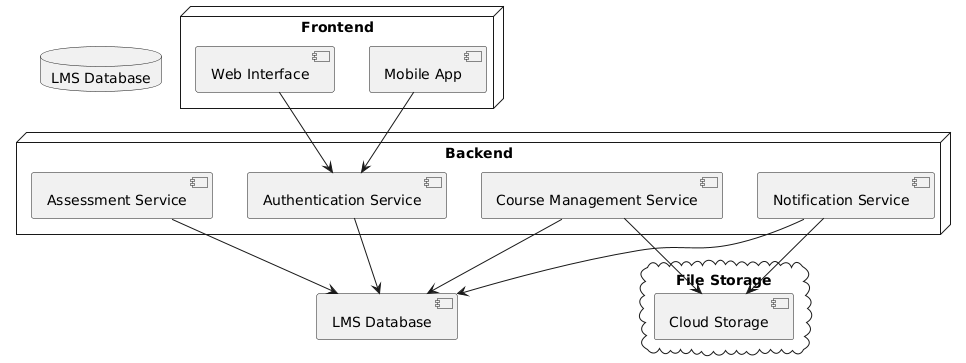 Frontend
LMS Database
Web Interface
Mobile App
Backend
Assessment Service
Authentication Service
Course Management Service
Notification Service
File Storage
LMS Database
Cloud Storage